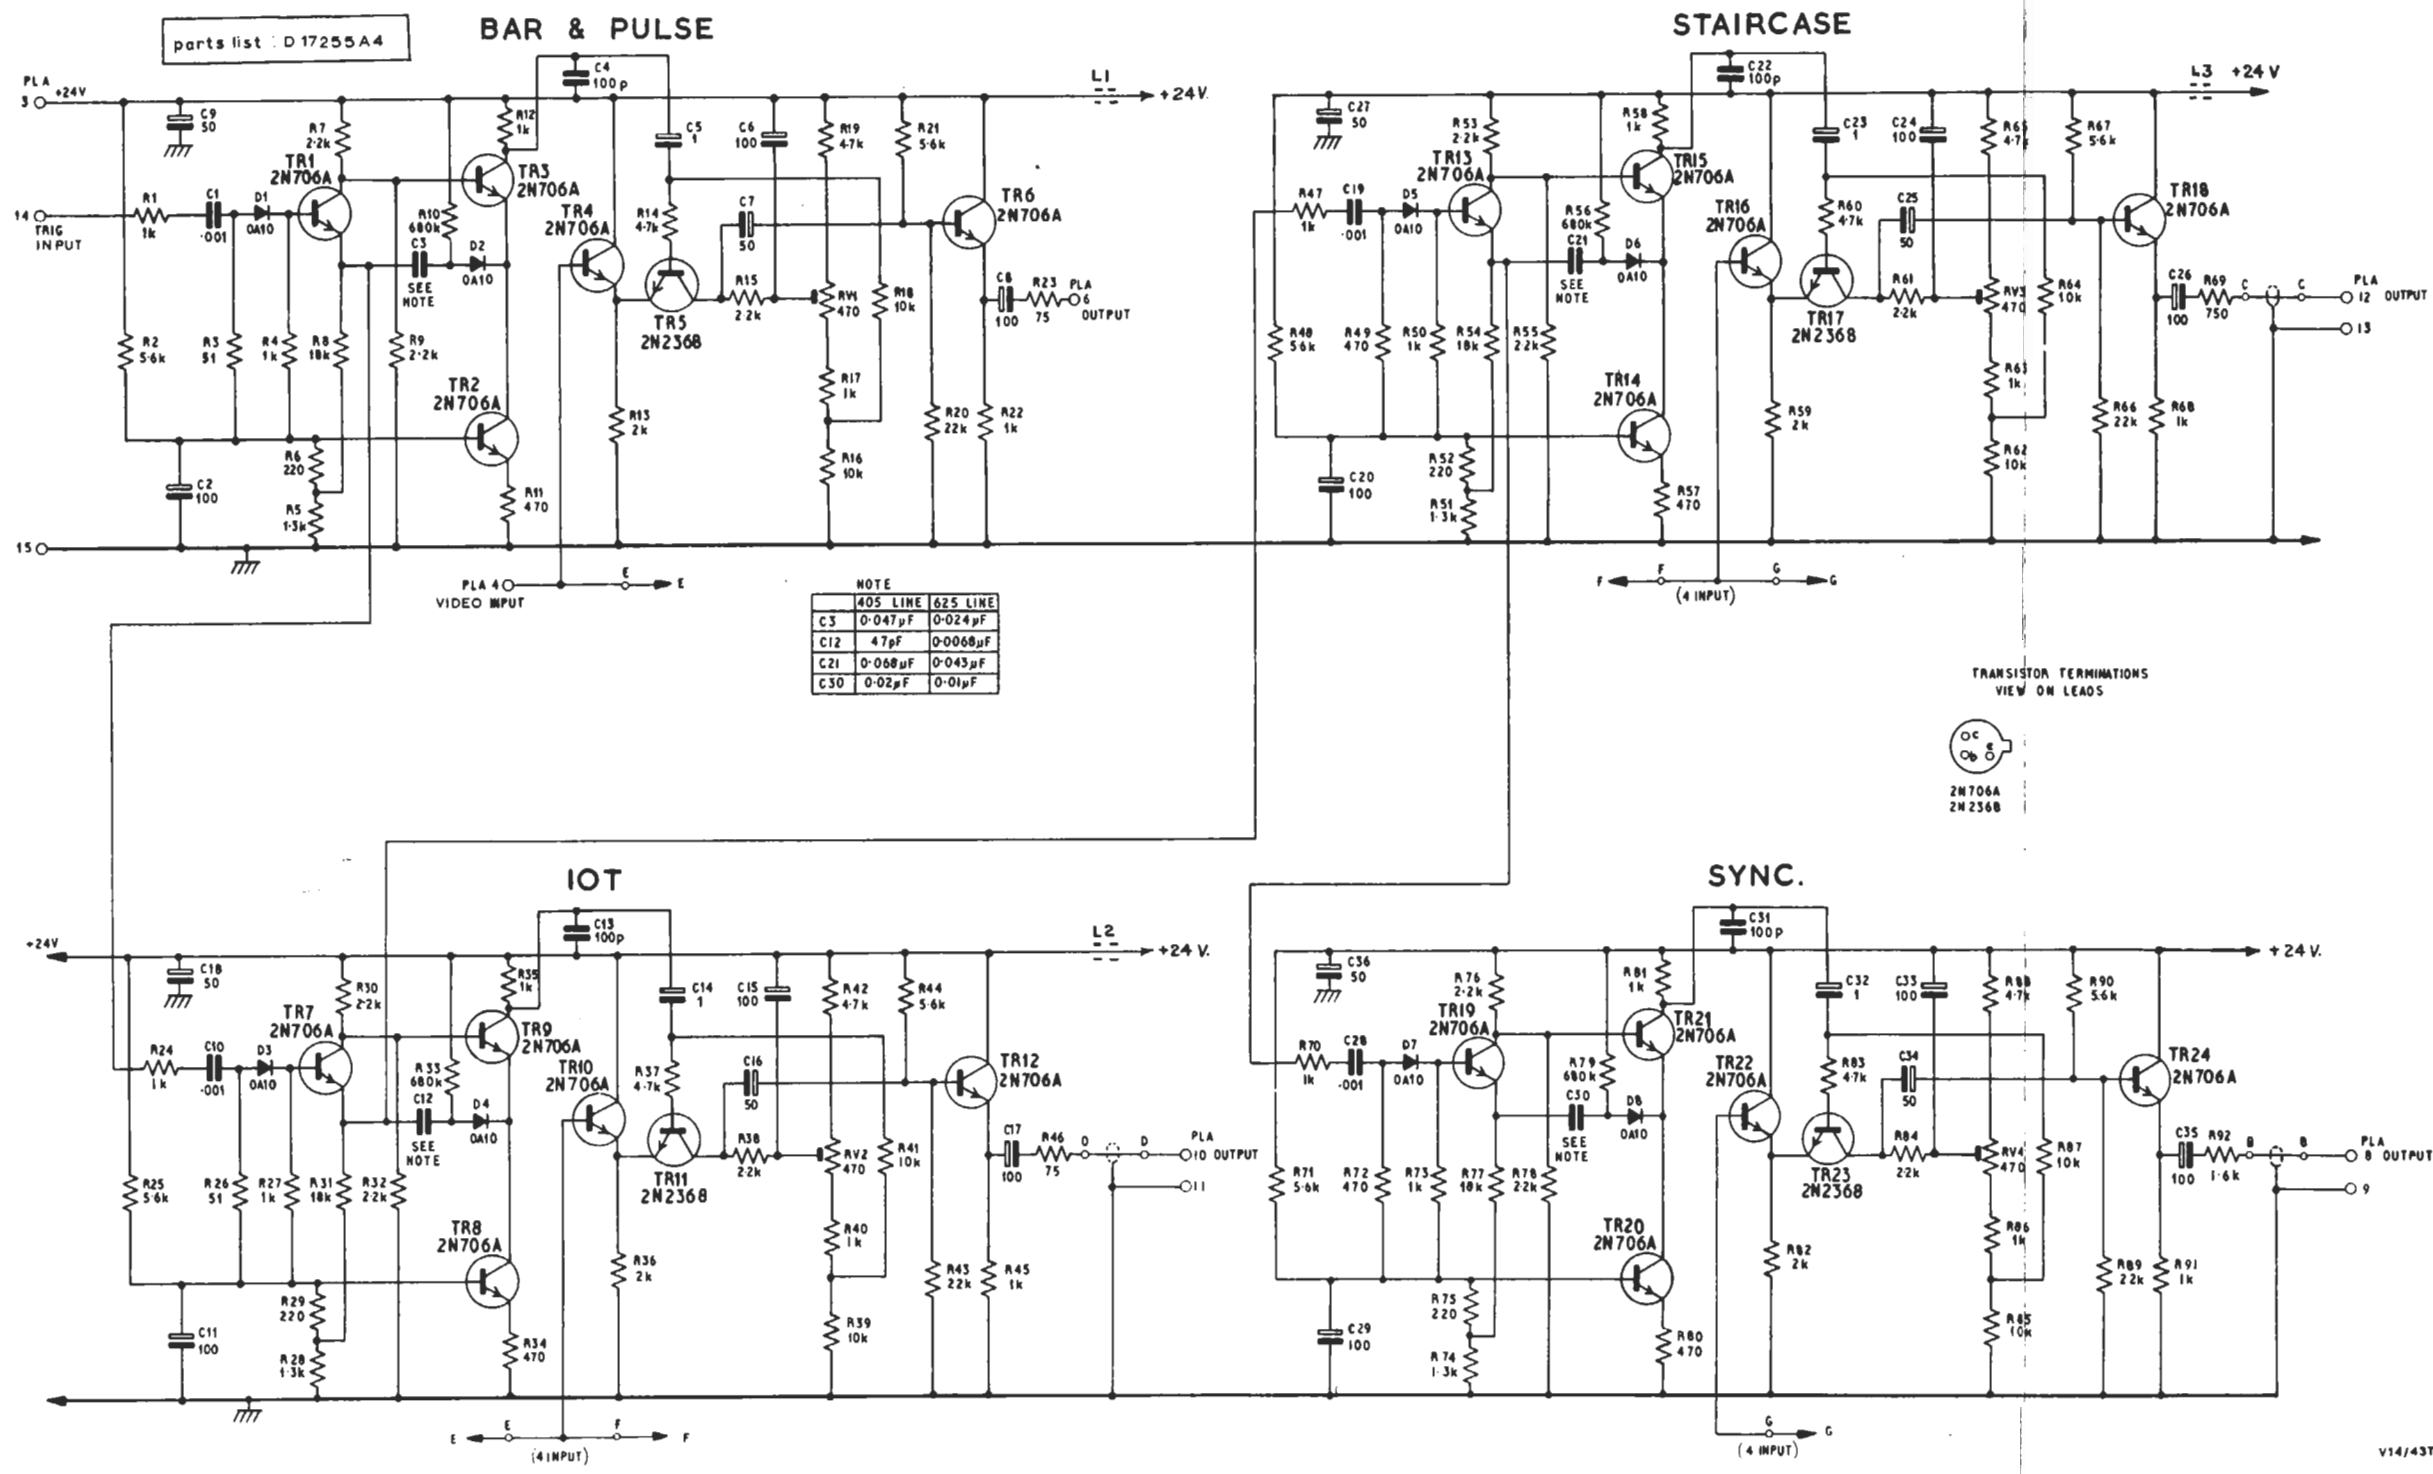 parts list : D17255A4
BAR & PULSE
PLA
3
+24V
C9
50
R7
2.2k
R12
1k
C4
100p
C5
1
C6
100
R19
4.7k
R21
5.6k
L1
+24V.
TR1
2N706A
TR3
2N706A
14
TRIG
INPUT
R1
1k
C1
.001
D1
0A10
R10
680k
C3
SEE
NOTE
D2
0A10
TR4
2N706A
R14
4.7k
C7
50
TR6
2N706A
TR5
2N2368
R15
2.2k
RV1
470
R18
10k
C8
100
R23
75
PLA
6
OUTPUT
R2
5.6k
R3
51
R4
1k
R8
18k
R9
2.2k
TR2
2N706A
R13
2k
R17
1k
R20
22k
R22
1k
R6
220
R16
10k
C2
100
R5
1.3k
R11
470
15
PLA 4
VIDEO INPUT
E
E
NOTE
405 LINE 625 LINE
C3 0.047µF 0.024µF
C12 47pF 0.0068µF
C21 0.068µF 0.043µF
C30 0.02µF 0.01µF
STAIRCASE
C22
100p
L3 +24V
C27
50
R53
2.2k
R58
1k
C23
1
C24
100
R65
4.7k
R67
5.6k
TR13
2N706A
TR15
2N706A
R47
1k
C19
.001
D5
0A10
R56
680k
C21
SEE
NOTE
D6
0A10
TR16
2N706A
R60
4.7k
C25
50
TR18
2N706A
TR17
2N2368
R61
2.2k
RV3
470
R64
10k
C26
100
R69
750
C
C
PLA
12 OUTPUT
13
R48
5.6k
R49
470
R50
1k
R54
18k
R55
2.2k
TR14
2N706A
R59
2k
R63
1k
R66
22k
R68
1k
R52
220
R62
10k
C20
100
R51
1.3k
R57
470
F
F
G
G
(4 INPUT)
TRANSISTOR TERMINATIONS
VIEW ON LEADS
c
b
e
2N706A
2N2368
IOT
+24V
C18
50
R30
2.2k
R35
1k
C13
100p
C14
1
C15
100
R42
4.7k
R44
5.6k
L2
+24V.
TR7
2N706A
TR9
2N706A
R24
1k
C10
.001
D3
0A10
R33
680k
C12
SEE
NOTE
D4
0A10
TR10
2N706A
R37
4.7k
C16
50
TR12
2N706A
TR11
2N2368
R38
2.2k
RV2
470
R41
10k
C17
100
R46
75
D
D
PLA
10 OUTPUT
11
R25
5.6k
R26
51
R27
1k
R31
18k
R32
2.2k
TR8
2N706A
R36
2k
R40
1k
R43
22k
R45
1k
R29
220
R39
10k
C11
100
R28
1.3k
R34
470
E
E
F
F
(4 INPUT)
SYNC.
C31
100p
+24V.
C36
50
R76
2.2k
R81
1k
C32
1
C33
100
R88
4.7k
R90
5.6k
TR19
2N706A
TR21
2N706A
R70
1k
C28
.001
D7
0A10
R79
680k
C30
SEE
NOTE
D8
0A10
TR22
2N706A
R83
4.7k
C34
50
TR24
2N706A
TR23
2N2368
R84
2.2k
RV4
470
R87
10k
C35
100
R92
1.6k
B
B
PLA
8 OUTPUT
9
R71
5.6k
R72
470
R73
1k
R77
18k
R78
2.2k
TR20
2N706A
R82
2k
R86
1k
R89
22k
R91
1k
R75
220
R85
10k
C29
100
R74
1.3k
R80
470
G
G
(4 INPUT)
V14/43T